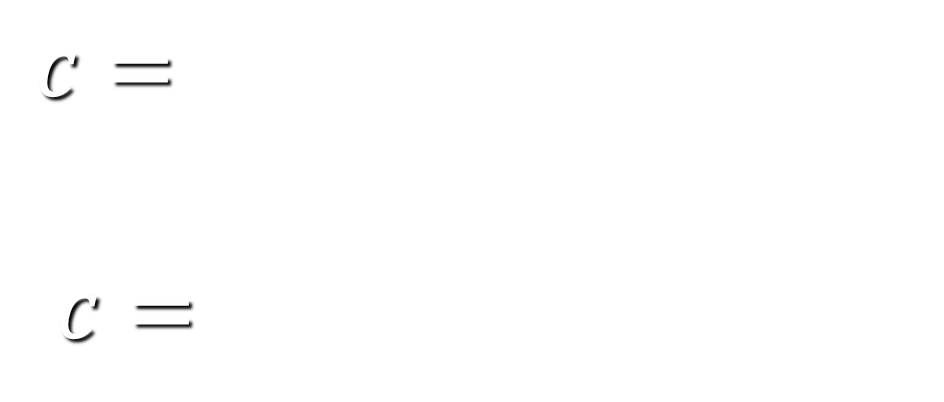 c =
c =